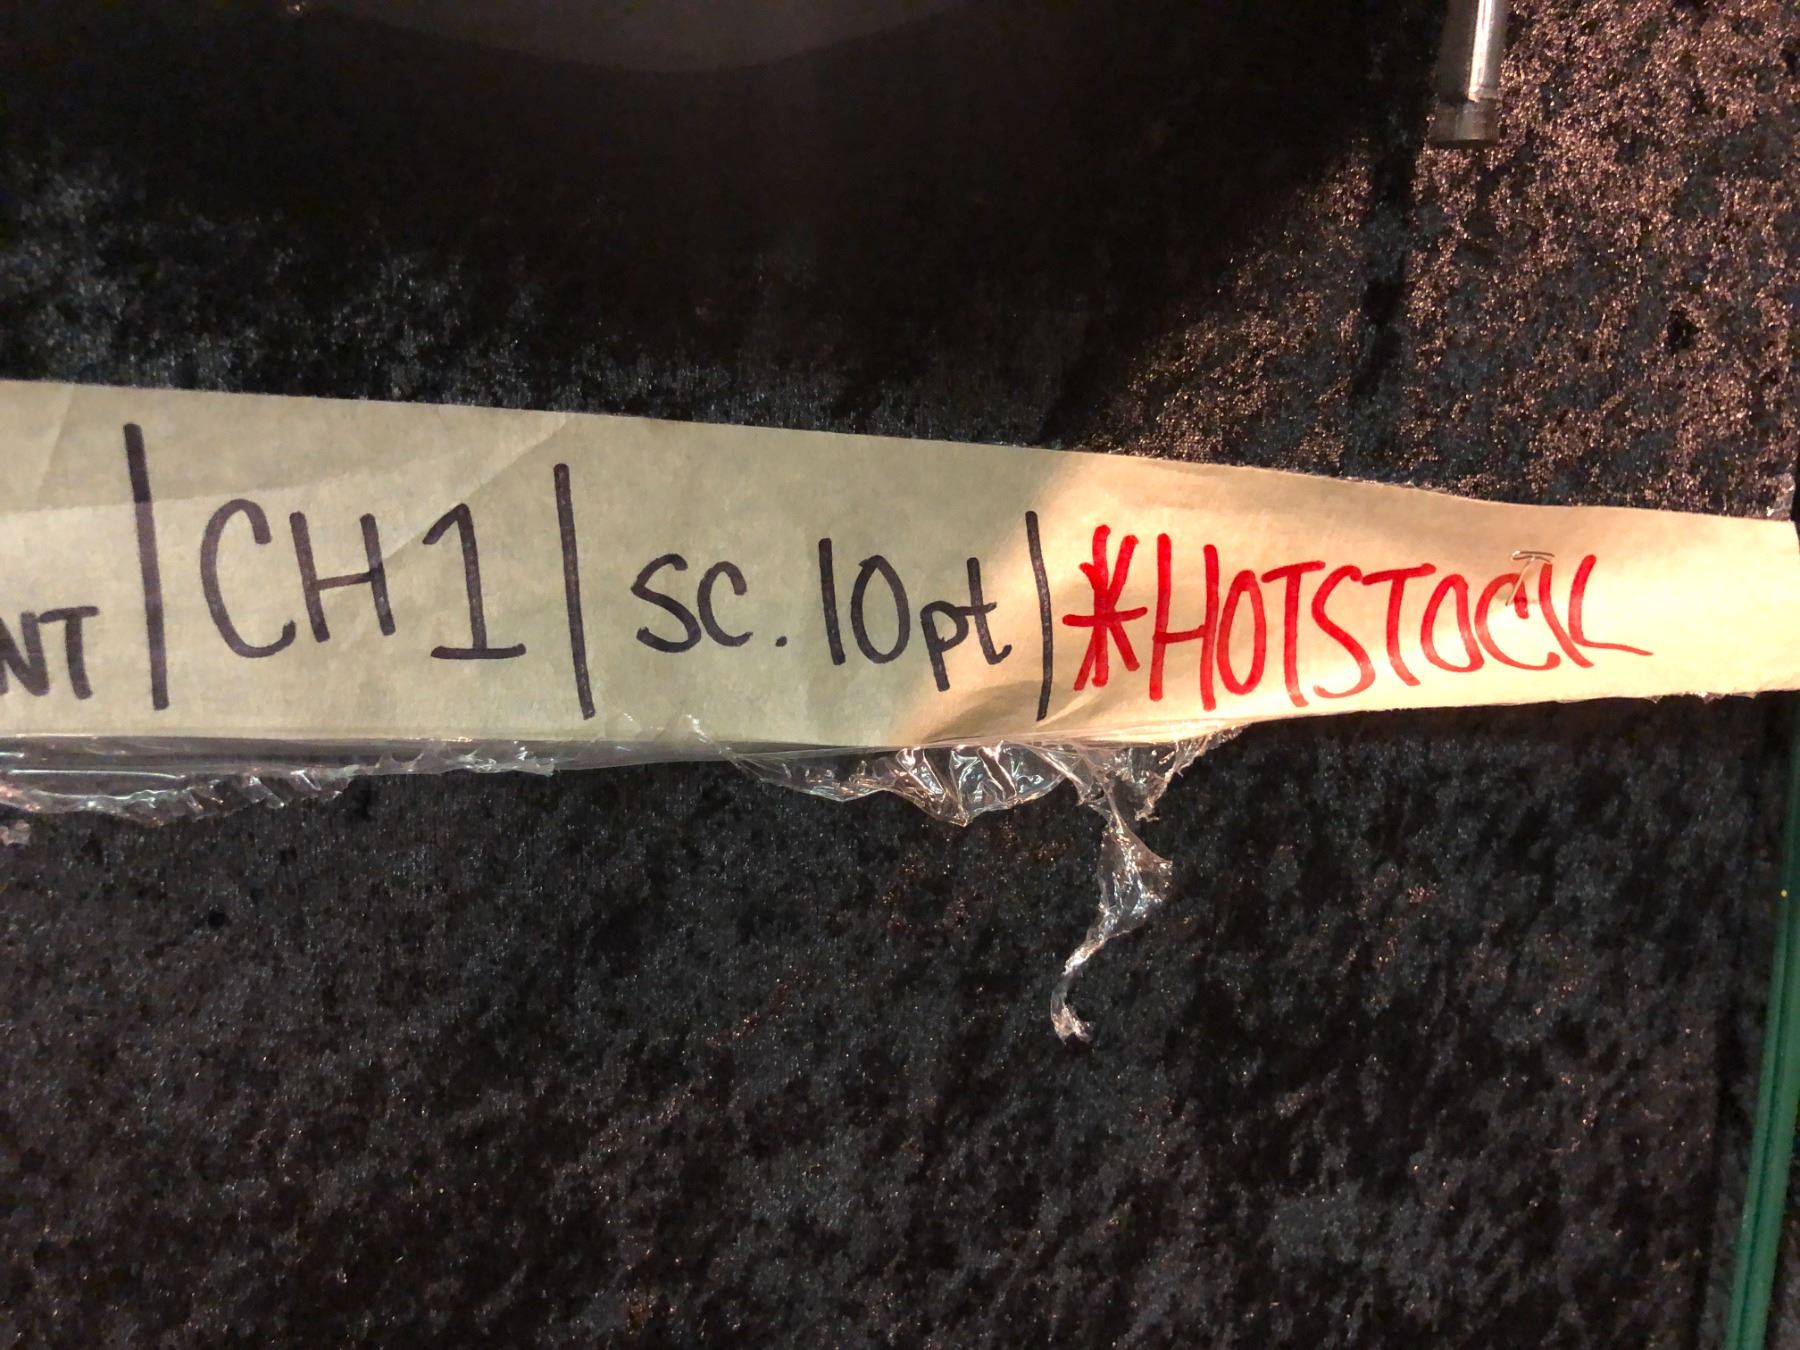 NT | CH1 | SC. 10pt | *HOTSTOCK